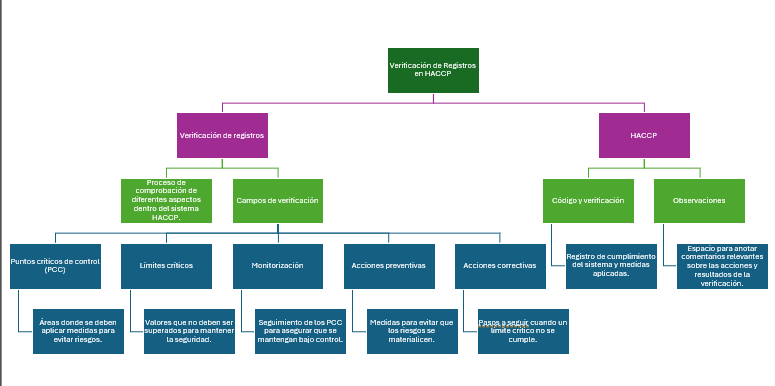 Verificación de Registros
en HACCP
Verificación de registros
HACCP
Proceso de
comprobación de
diferentes aspectos
dentro del sistema
HACCP.
Campos de verificación
Código y verificación
Observaciones
Puntos críticos de control
(PCC)
Límites críticos
Monitorización
Acciones preventivas
Acciones correctivas
Registro de cumplimiento
del sistema y medidas
aplicadas.
Espacio para anotar
comentarios relevantes
sobre las acciones y
resultados de la
verificación.
Áreas donde se deben
aplicar medidas para
evitar riesgos.
Valores que no deben ser
superados para mantener
la seguridad.
Seguimiento de los PCC
para asegurar que se
mantengan bajo control.
Medidas para evitar que
los riesgos se
materialicen.
Pasos a seguir cuando un
límite crítico no se
cumple.